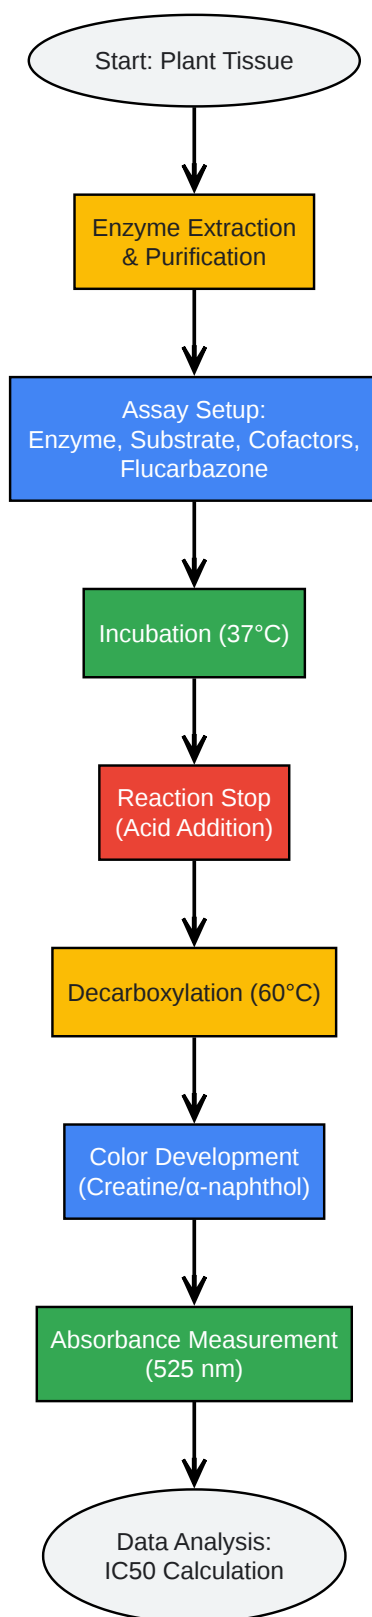 Start: Plant Tissue
Enzyme Extraction
& Purification
Assay Setup:
Enzyme, Substrate, Cofactors,
Flucarbazone
Incubation (37°C)
Reaction Stop
(Acid Addition)
Decarboxylation (60°C)
Color Development
(Creatine/α-naphthol)
Absorbance Measurement
(525 nm)
Data Analysis:
IC50 Calculation